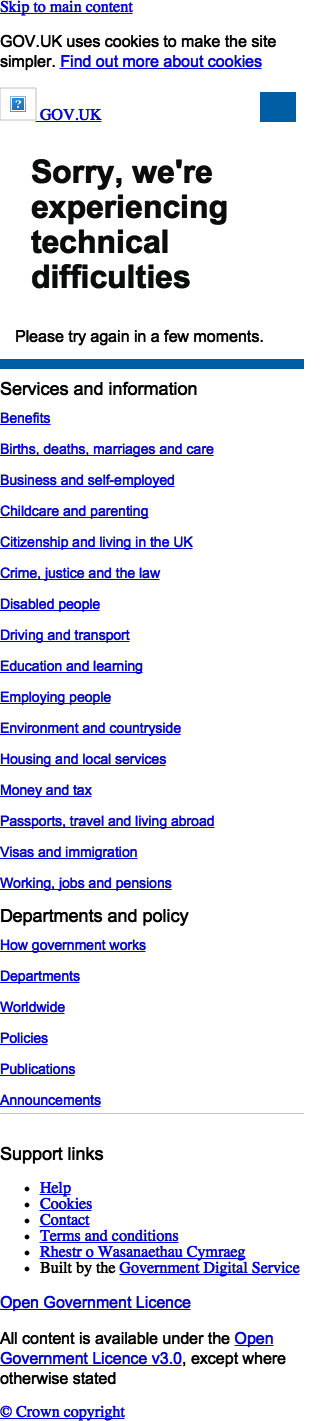 Skip to main content
GOV.UK uses cookies to make the site
simpler. Find out more about cookies
GOV.UK
Sorry, we're
experiencing
technical
difficulties
Please try again in a few moments.
Services and information
Benefits
Births, deaths, marriages and care
Business and self-employed
Childcare and parenting
Citizenship and living in the UK
Crime, justice and the law
Disabled people
Driving and transport
Education and learning
Employing people
Environment and countryside
Housing and local services
Money and tax
Passports, travel and living abroad
Visas and immigration
Working, jobs and pensions
Departments and policy
How government works
Departments
Worldwide
Policies
Publications
Announcements
Support links
• Help
• Cookies
• Contact
• Terms and conditions
• Rhestr o Wasanaethau Cymraeg
• Built by the Government Digital Service
Open Government Licence
All content is available under the Open
Government Licence v3.0, except where
otherwise stated
© Crown copyright